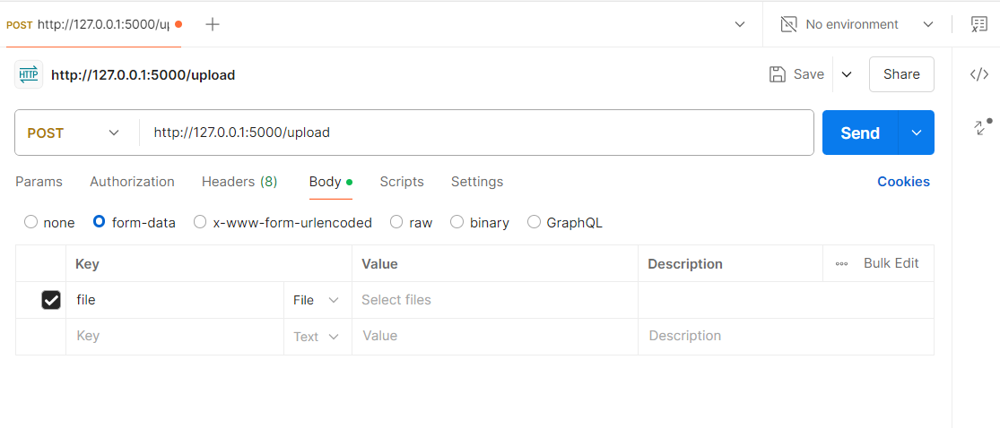 POST http://127.0.0.1:5000/up
No environment
HTTP http://127.0.0.1:5000/upload Save Share
POST http://127.0.0.1:5000/upload Send
Params Authorization Headers (8) Body Scripts Settings Cookies
none form-data x-www-form-urlencoded raw binary GraphQL
Key Value Description Bulk Edit
file File Select files
Key Text Value Description